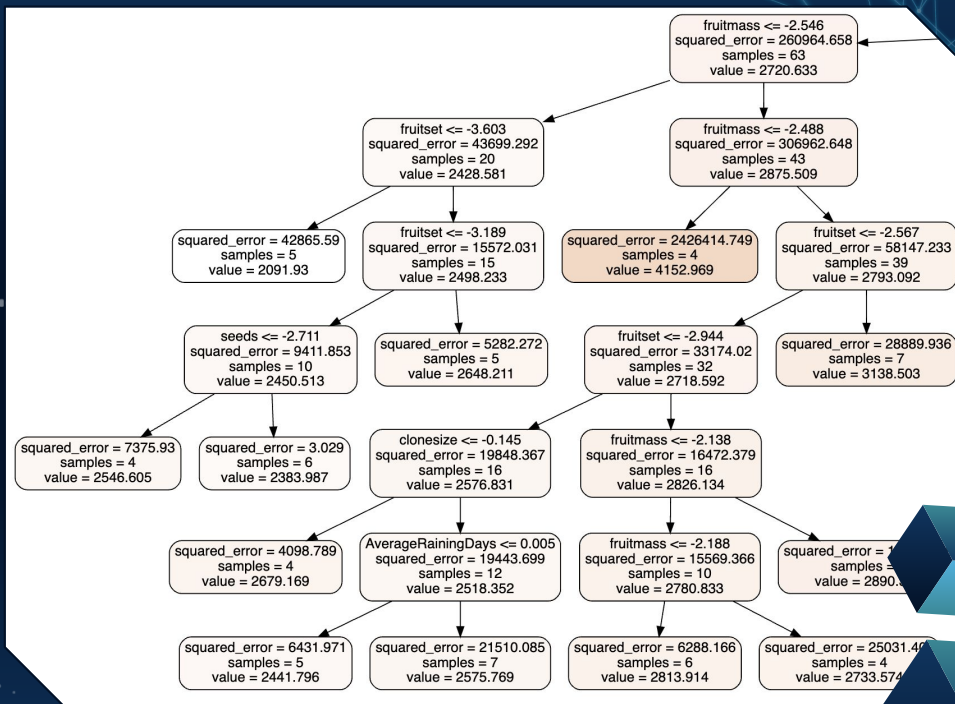 fruitmass <= -2.546
squared_error = 260964.658
samples = 63
value = 2720.633
fruitset <= -3.603
squared_error = 43699.292
samples = 20
value = 2428.581
fruitmass <= -2.488
squared_error = 306962.648
samples = 43
value = 2875.509
squared_error = 42865.59
samples = 5
value = 2091.93
fruitset <= -3.189
squared_error = 15572.031
samples = 15
value = 2498.233
squared_error = 2426414.749
samples = 4
value = 4152.969
fruitset <= -2.567
squared_error = 58147.233
samples = 39
value = 2793.092
seeds <= -2.711
squared_error = 9411.853
samples = 10
value = 2450.513
squared_error = 5282.272
samples = 5
value = 2648.211
fruitset <= -2.944
squared_error = 33174.02
samples = 32
value = 2718.592
squared_error = 28889.936
samples = 7
value = 3138.503
squared_error = 7375.93
samples = 4
value = 2546.605
squared_error = 3.029
samples = 6
value = 2383.987
clonesize <= -0.145
squared_error = 19848.367
samples = 16
value = 2576.831
fruitmass <= -2.138
squared_error = 16472.379
samples = 16
value = 2826.134
squared_error = 4098.789
samples = 4
value = 2679.169
AverageRainingDays <= 0.005
squared_error = 19443.699
samples = 12
value = 2518.352
fruitmass <= -2.188
squared_error = 15569.366
samples = 10
value = 2780.833
squared_error =
samples =
value =
squared_error = 6431.971
samples = 5
value = 2441.796
squared_error = 21510.085
samples = 7
value = 2575.769
squared_error = 6288.166
samples = 6
value = 2813.914
squared_error =
samples = 4
value = 2733.574